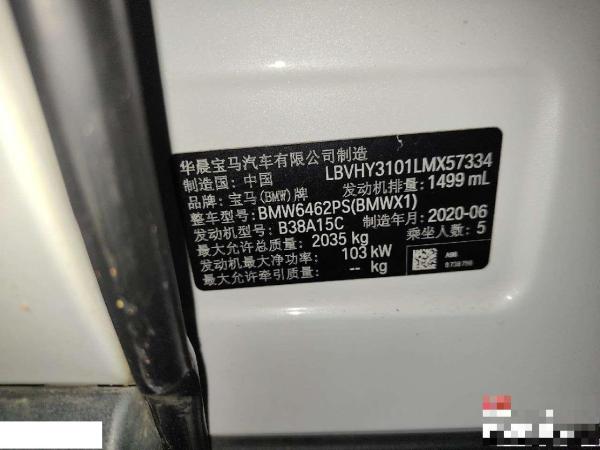 华晨宝马汽车有限公司制造 LBVHY3101LMX57334
制造国: 中国 发动机排量: 1499 mL
品牌: 宝马(BMW)牌
整车型号: BMW6462PS(BMWX1) 制造年月: 2020-06
发动机型号: B38A15C 乘坐人数: 5
最大允许总质量: 2035 kg
发动机最大净功率: 103 kW
最大允许牵引质量: -- kg